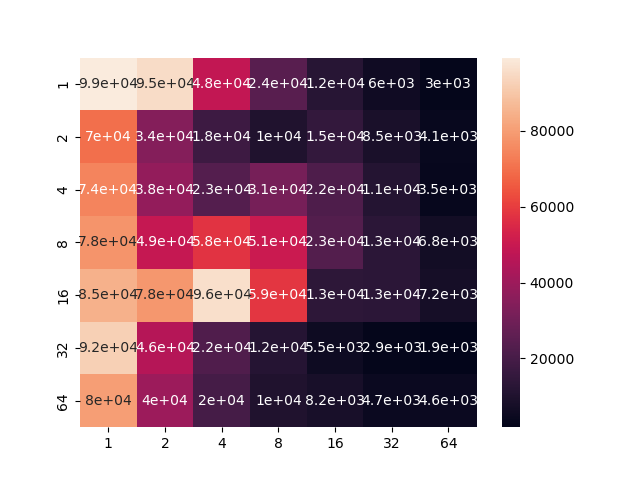 1 9.9e+04 9.5e+04 4.8e+04 2.4e+04 1.2e+04 6e+03 3e+03
2 7e+04 3.4e+04 1.8e+04 1e+04 1.5e+04 8.5e+03 4.1e+03
4 7.4e+04 3.8e+04 2.3e+04 3.1e+04 2.2e+04 1.1e+04 3.5e+03
8 7.8e+04 4.9e+04 5.8e+04 5.1e+04 2.3e+04 1.3e+04 6.8e+03
16 8.5e+04 7.8e+04 9.6e+04 5.9e+04 1.3e+04 1.3e+04 7.2e+03
32 9.2e+04 4.6e+04 2.2e+04 1.2e+04 5.5e+03 2.9e+03 1.9e+03
64 8e+04 4e+04 2e+04 1e+04 8.2e+03 4.7e+03 4.6e+03
1 2 4 8 16 32 64
80000
60000
40000
20000